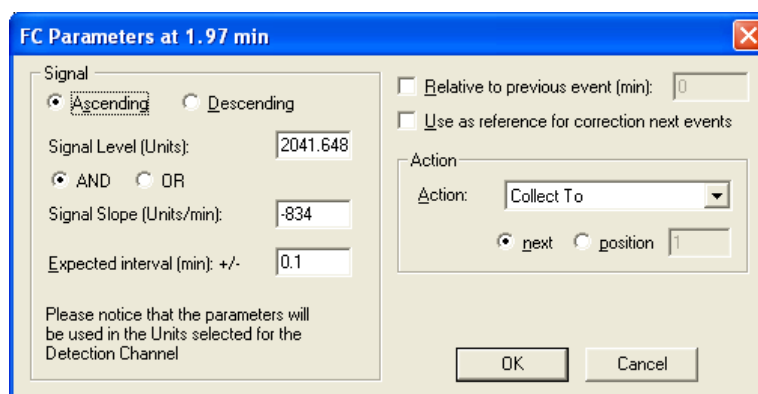 FC Parameters at 1.97 min
Signal
Ascending Descending
Signal Level (Units): 2041.648
AND OR
Signal Slope (Units/min): -834
Expected interval (min): +/- 0.1
Please notice that the parameters will
be used in the Units selected for the
Detection Channel
Relative to previous event (min): 0
Use as reference for correction next events
Action
Action: Collect To
next position 1
OK Cancel